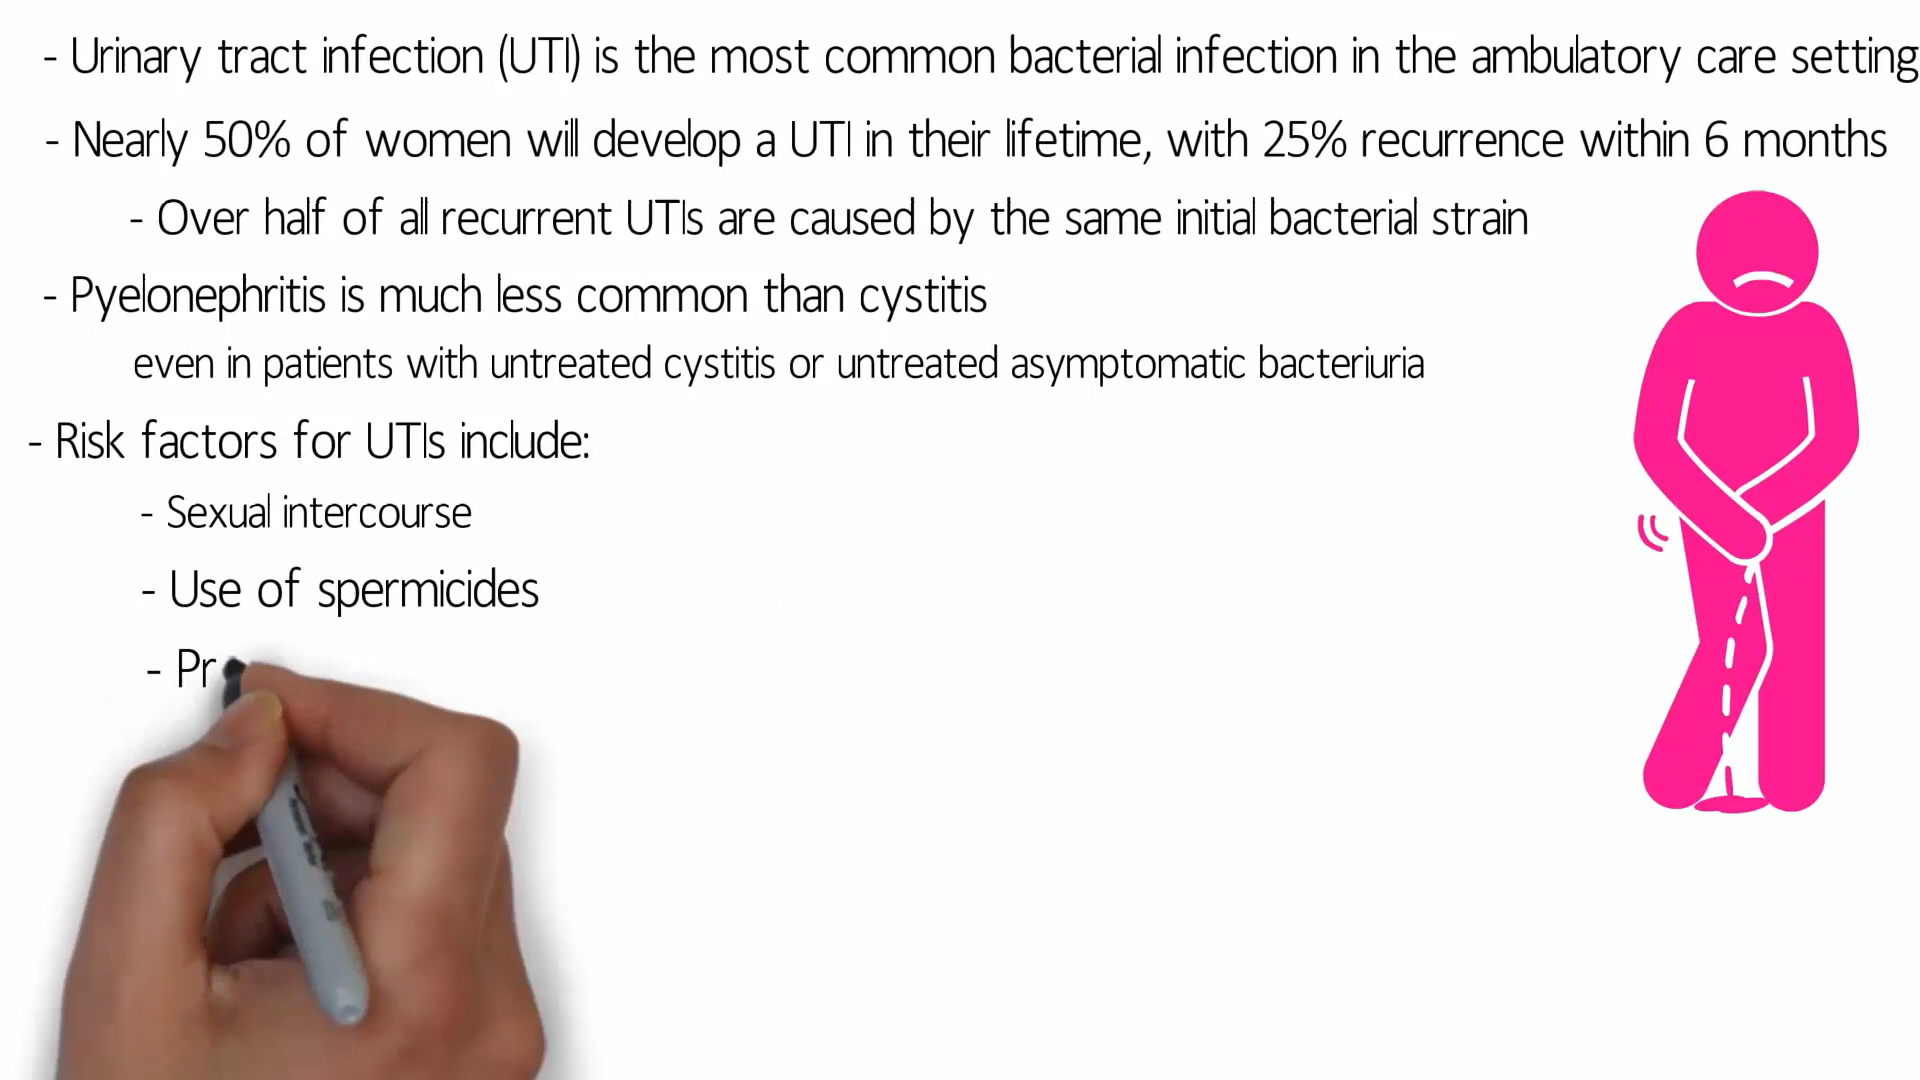 - Urinary tract infection (UTI) is the most common bacterial infection in the ambulatory care setting
- Nearly 50% of women will develop a UTI in their lifetime, with 25% recurrence within 6 months
- Over half of all recurrent UTIs are caused by the same initial bacterial strain
- Pyelonephritis is much less common than cystitis
even in patients with untreated cystitis or untreated asymptomatic bacteriuria
- Risk factors for UTIs include:
- Sexual intercourse
- Use of spermicides
- Pr